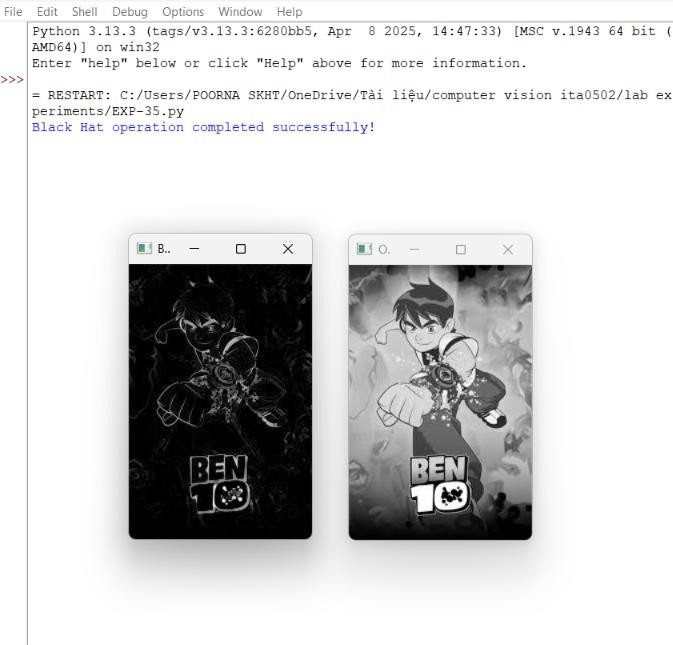 File Edit Shell Debug Options Window Help
Python 3.13.3 (tags/v3.13.3:6280bb5, Apr  8 2025, 14:47:33) [MSC v.1943 64 bit (
AMD64)] on win32
Enter "help" below or click "Help" above for more information.
>>>
= RESTART: C:/Users/POORNA SKHT/OneDrive/Tài liệu/computer vision ita0502/lab ex
periments/EXP-35.py
Black Hat operation completed successfully!
B..
O.
BEN
10
BEN
10